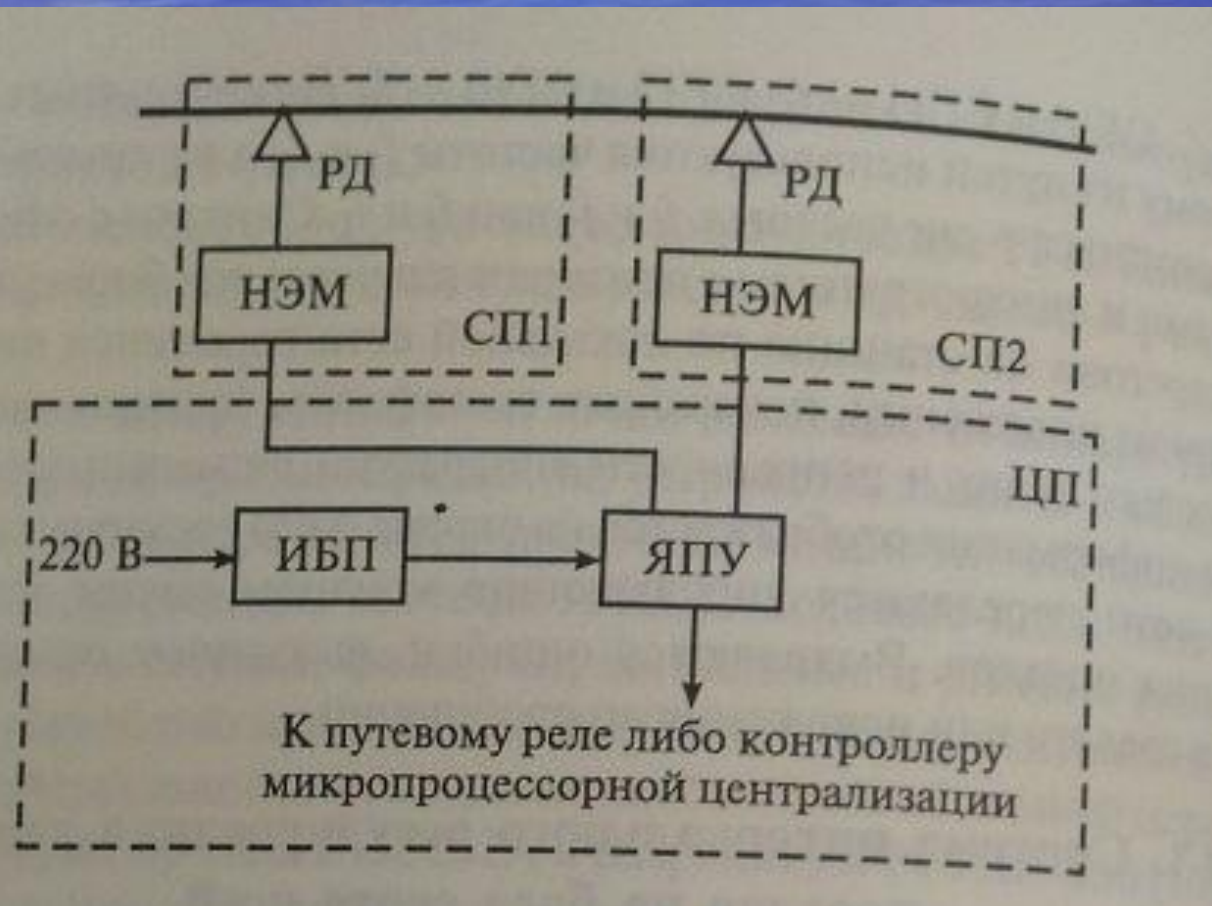 РД
РД
НЭМ
НЭМ
СП1
СП2
ЦП
220 В
ИБП
ЯПУ
К путевому реле либо контроллеру
микропроцессорной централизации